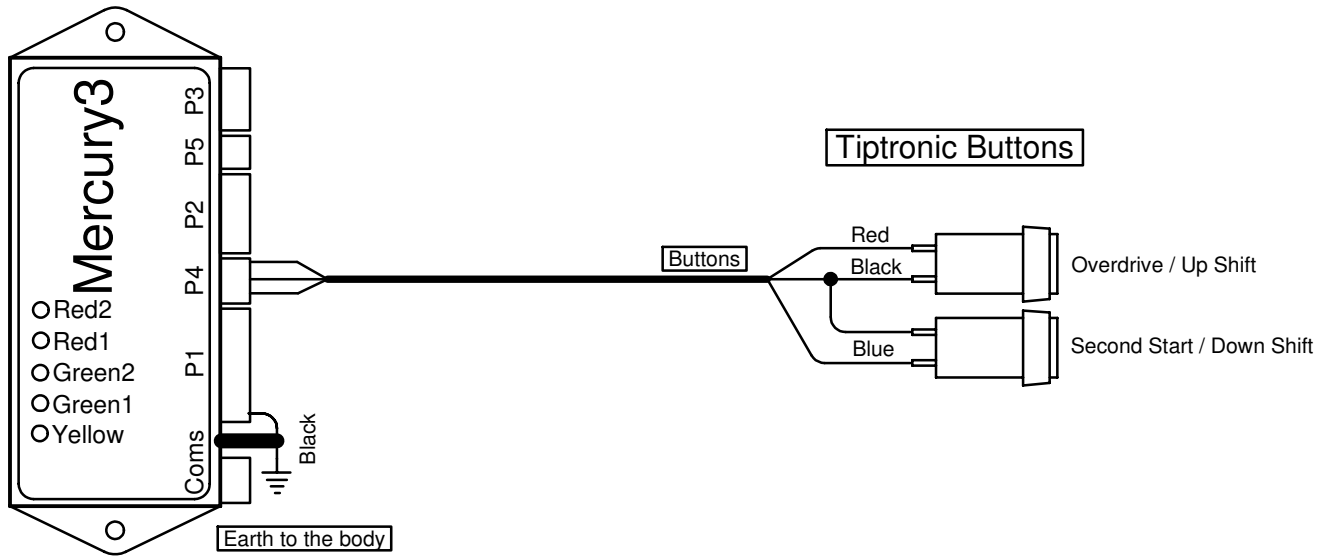 Mercury3
P3
P5
P2
P4
P1
Coms
Red2
Red1
Green2
Green1
Yellow
Black
Earth to the body
Buttons
Tiptronic Buttons
Red
Black
Blue
Overdrive / Up Shift
Second Start / Down Shift